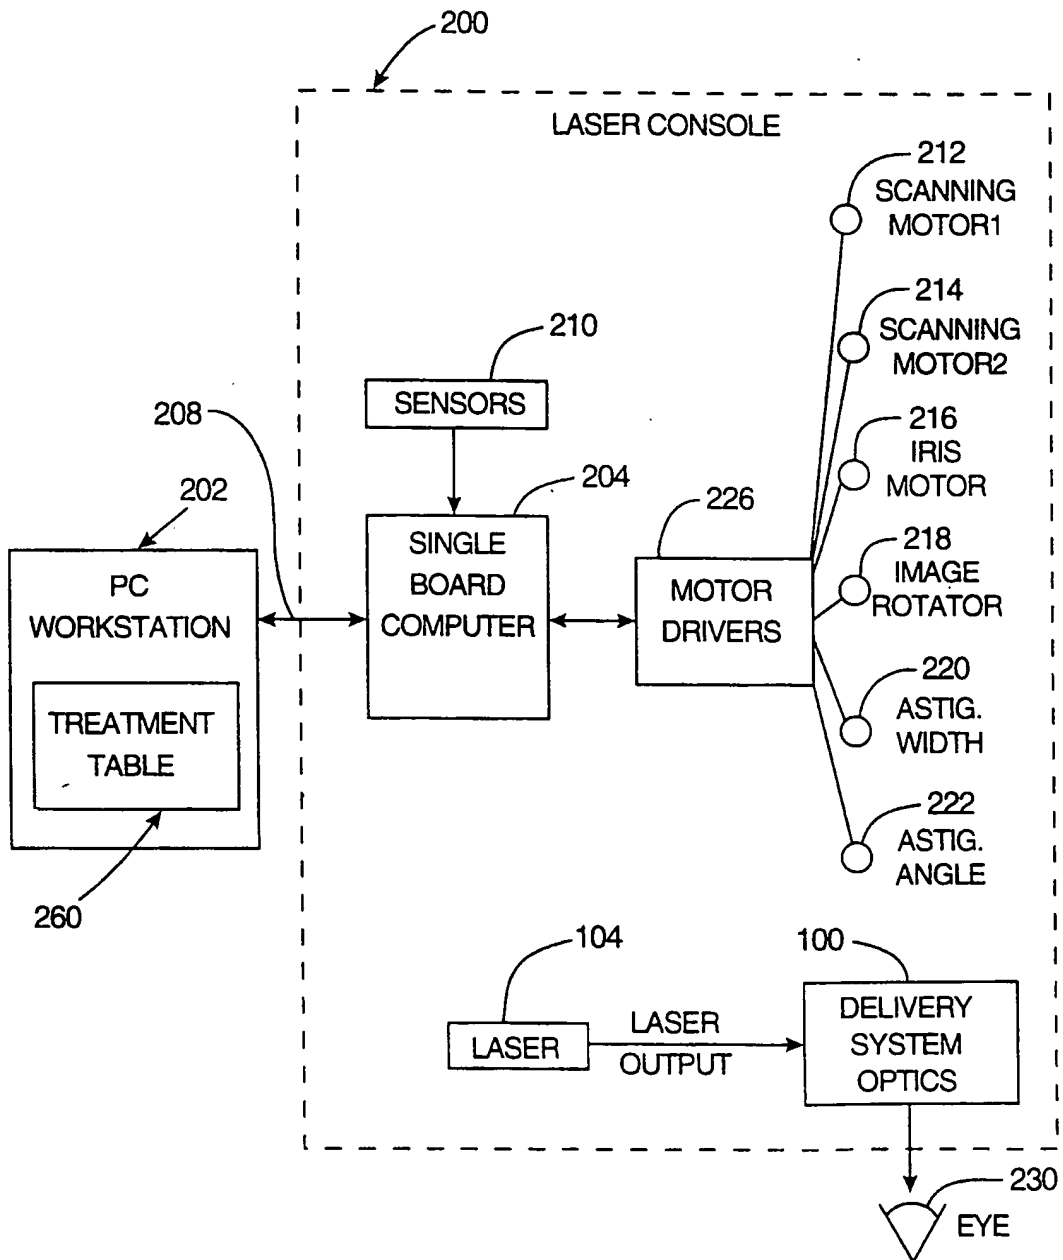 200
LASER CONSOLE
212
SCANNING
MOTOR1
214
SCANNING
MOTOR2
210
SENSORS
208
216
IRIS
MOTOR
202
204
226
PC
WORKSTATION
SINGLE
BOARD
COMPUTER
MOTOR
DRIVERS
218
IMAGE
ROTATOR
TREATMENT
TABLE
220
ASTIG.
WIDTH
260
222
ASTIG.
ANGLE
104
100
LASER
LASER
OUTPUT
DELIVERY
SYSTEM
OPTICS
230
EYE